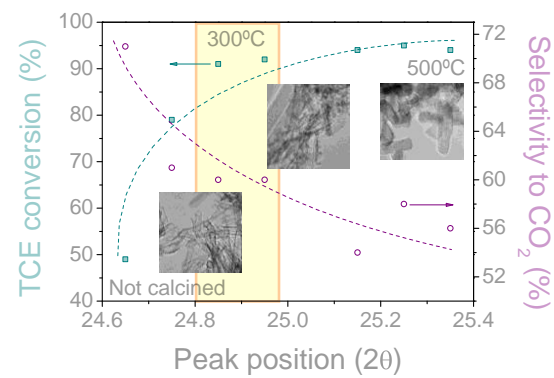 TCE conversion (%)
100
90
80
70
60
50
40
300ºC
500ºC
Not calcined
72
68
64
60
56
52
Selectivity to CO2 (%)
24.6 24.8 25.0 25.2 25.4
Peak position (2θ)